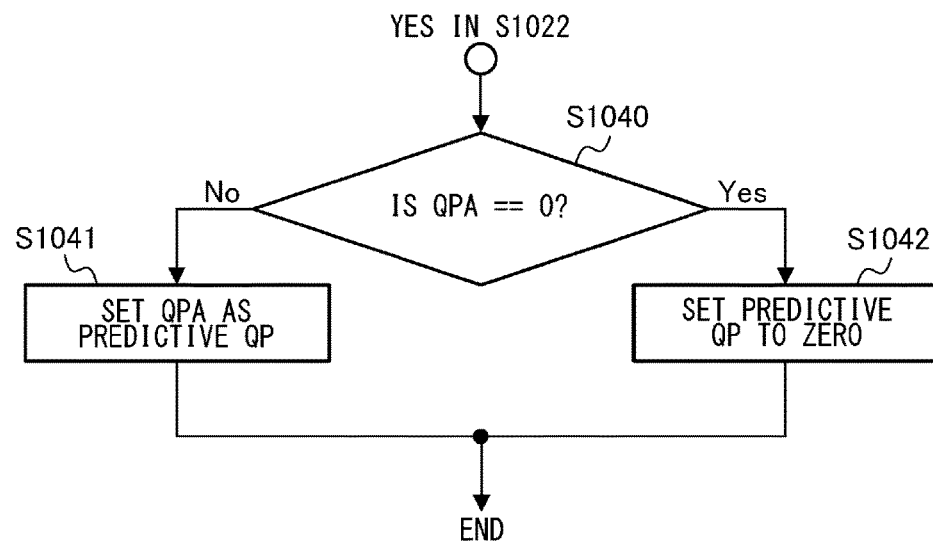 YES IN S1022
S1040
IS QPA == 0?
No
Yes
S1041
S1042
SET QPA AS
PREDICTIVE QP
SET PREDICTIVE
QP TO ZERO
END